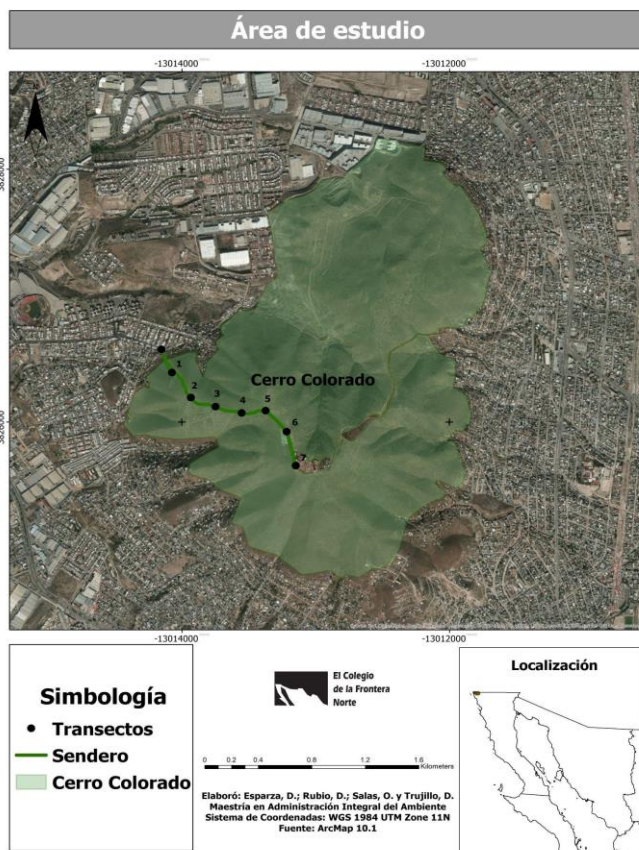 Área de estudio
-13014000 -13012000
3828000
3826000
1
2
3
4
5
6
7
Cerro Colorado
-13014000 -13012000
Simbología
Transectos
Sendero
Cerro Colorado
El Colegio
de la Frontera
Norte
0 0.2 0.4 0.8 1.2 1.6
Kilometers
Elaboró: Esparza, D.; Rubio, D.; Salas, O. y Trujillo, D.
Maestría en Administración Integral del Ambiente
Sistema de Coordenadas: WGS 1984 UTM Zone 11N
Fuente: ArcMap 10.1
Localización